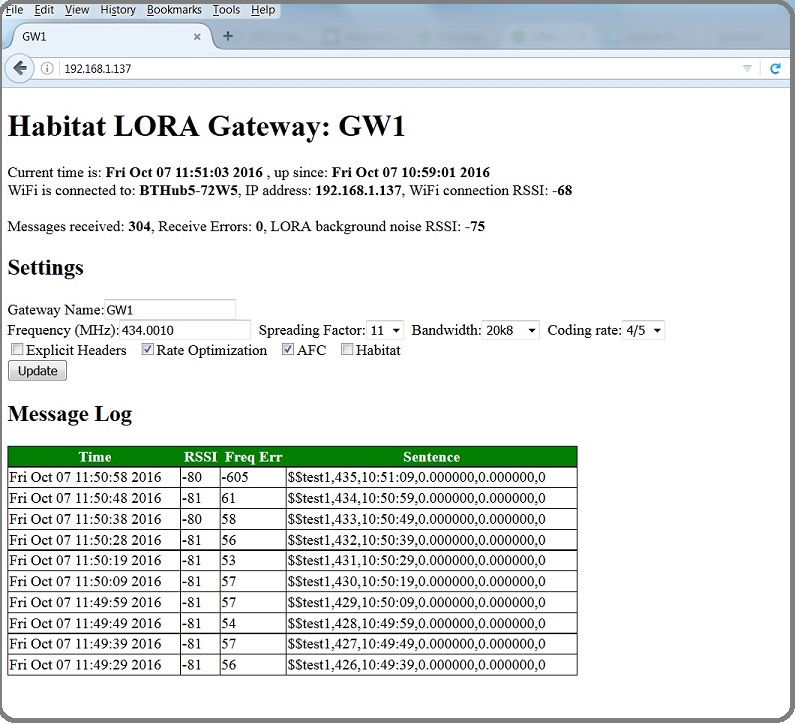 File Edit View History Bookmarks Tools Help
GW1 × +
192.168.1.137
Habitat LORA Gateway: GW1
Current time is: Fri Oct 07 11:51:03 2016 , up since: Fri Oct 07 10:59:01 2016
WiFi is connected to: BTHub5-72W5, IP address: 192.168.1.137, WiFi connection RSSI: -68
Messages received: 304, Receive Errors: 0, LORA background noise RSSI: -75
Settings
Gateway Name: GW1
Frequency (MHz): 434.0010 Spreading Factor: 11 Bandwidth: 20k8 Coding rate: 4/5
Explicit Headers Rate Optimization AFC Habitat
Update
Message Log
Time RSSI Freq Err Sentence
Fri Oct 07 11:50:58 2016 -80 -605 $$test1,435,10:51:09,0.000000,0.000000,0
Fri Oct 07 11:50:48 2016 -81 61 $$test1,434,10:50:59,0.000000,0.000000,0
Fri Oct 07 11:50:38 2016 -80 58 $$test1,433,10:50:49,0.000000,0.000000,0
Fri Oct 07 11:50:28 2016 -81 56 $$test1,432,10:50:39,0.000000,0.000000,0
Fri Oct 07 11:50:19 2016 -81 53 $$test1,431,10:50:29,0.000000,0.000000,0
Fri Oct 07 11:50:09 2016 -81 57 $$test1,430,10:50:19,0.000000,0.000000,0
Fri Oct 07 11:49:59 2016 -81 57 $$test1,429,10:50:09,0.000000,0.000000,0
Fri Oct 07 11:49:49 2016 -81 54 $$test1,428,10:49:59,0.000000,0.000000,0
Fri Oct 07 11:49:39 2016 -81 57 $$test1,427,10:49:49,0.000000,0.000000,0
Fri Oct 07 11:49:29 2016 -81 56 $$test1,426,10:49:39,0.000000,0.000000,0